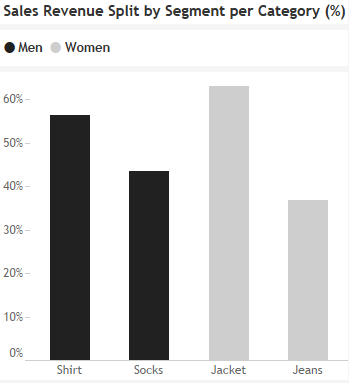 Sales Revenue Split by Segment per Category (%)
Men Women
60%
50%
40%
30%
20%
10%
0%
Shirt Socks Jacket Jeans